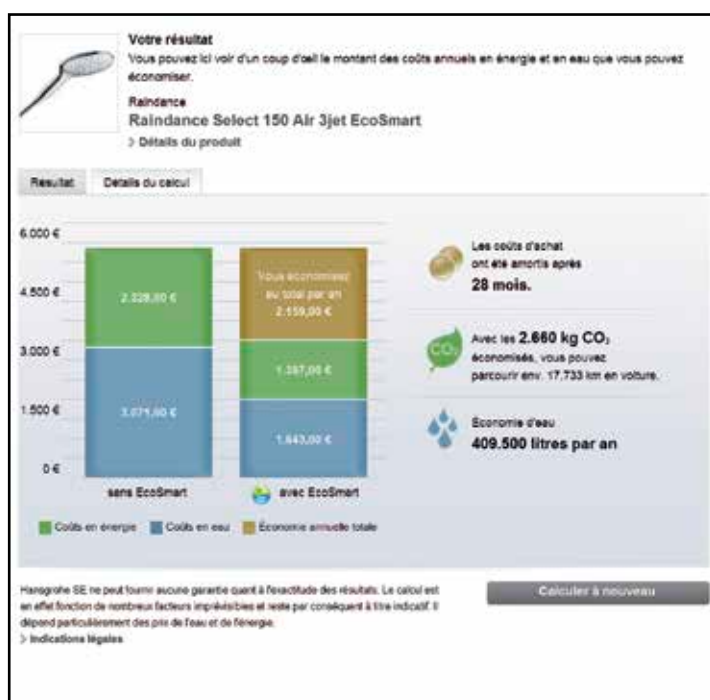 Votre résultat
Vous pouvez ici voir d'un coup d'œil le montant des coûts annuels en énergie et en eau que vous pouvez
économiser.
Raindance
Raindance Select 150 Air 3jet EcoSmart
> Détails du produit
Résultat
Détails du calcul
6.000 €
4.500 €
3.000 €
1.500 €
0 €
3.071,00 €
sans EcoSmart
Vous économisez
au total par an
2.159,00 €
1.643,00 €
avec EcoSmart
Coûts en énergie
Coûts en eau
Économie annuelle totale
Les coûts d'achat
ont été amortis après
28 mois.
CO₂
Avec les 2.660 kg CO₂
économisés, vous pouvez
parcourir env. 17,733 km en voiture.
Économie d'eau
409.500 litres par an
Hansgrohe SE ne peut fournir aucune garantie quant à l'exactitude des résultats. Le calcul est
en effet fonction de nombreux facteurs imprévisibles et reste par conséquent à titre indicatif. Il
dépend particulièrement des prix de l'eau et de l'énergie.
> Indications légales
Calculer à nouveau